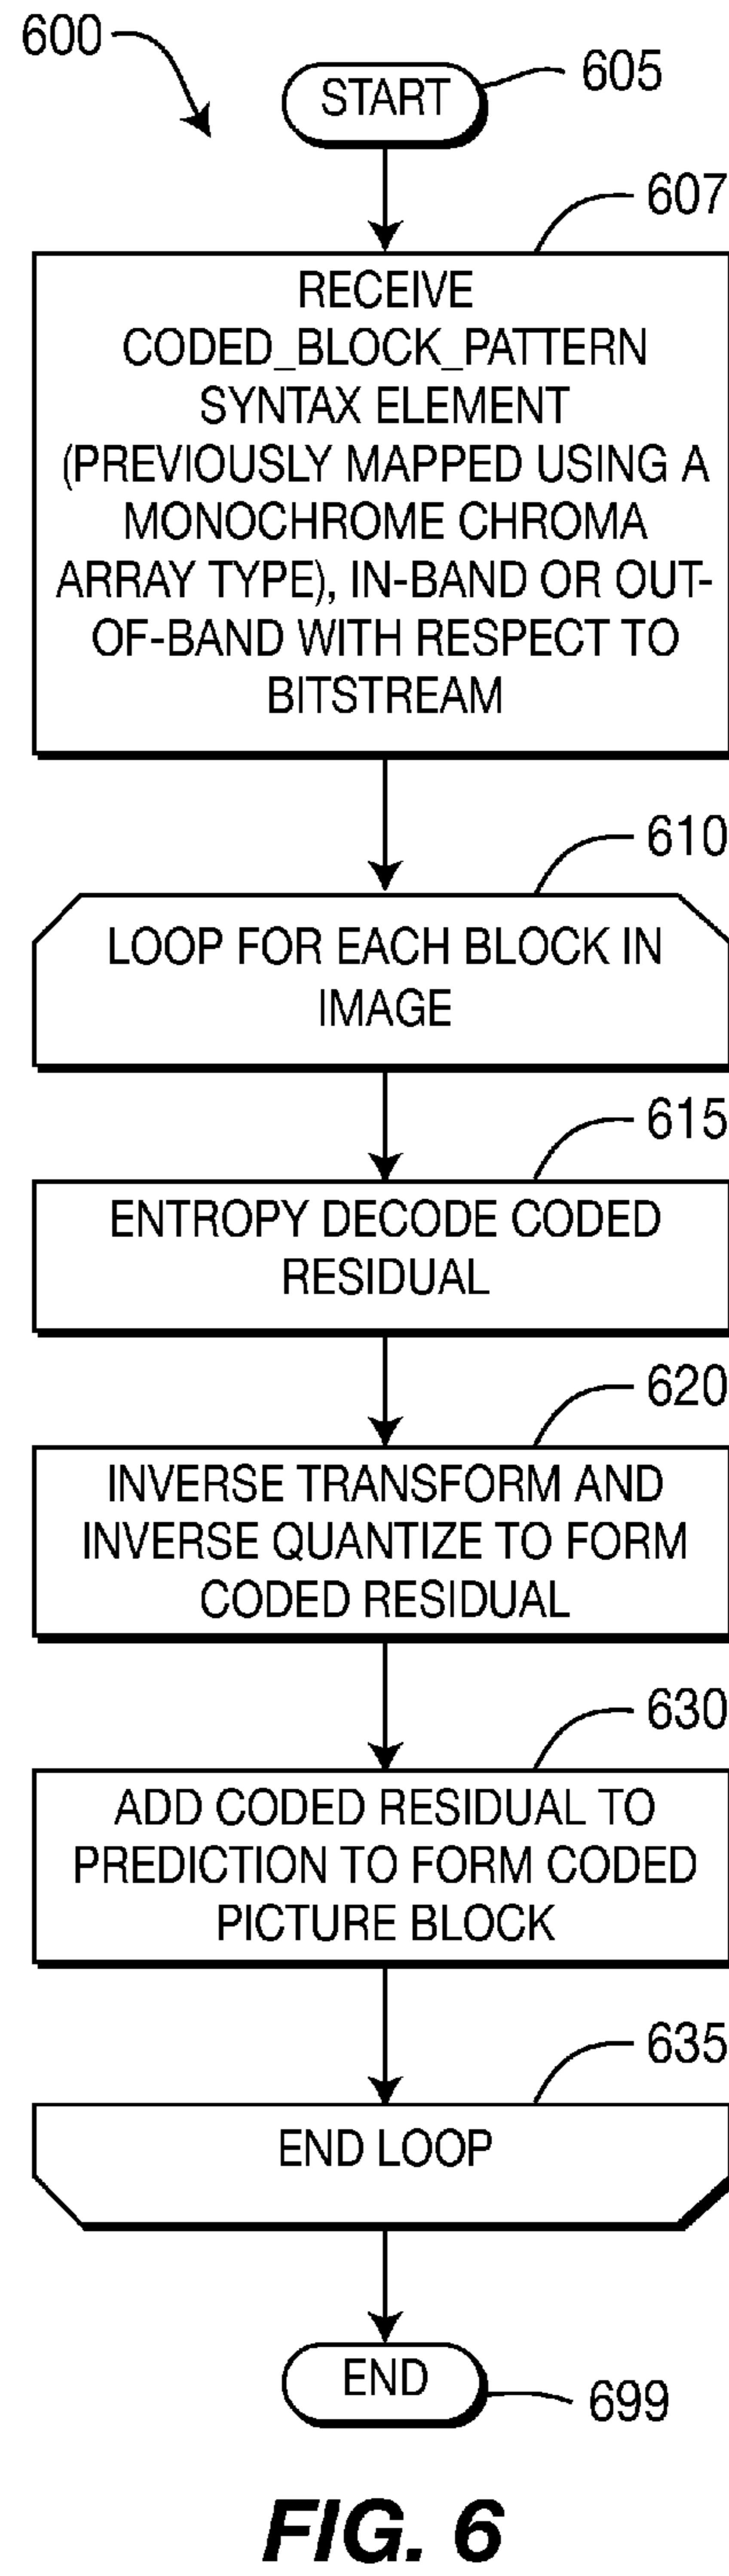 600
START
605
607
RECEIVE
CODED_BLOCK_PATTERN
SYNTAX ELEMENT
(PREVIOUSLY MAPPED USING A
MONOCHROME CHROMA
ARRAY TYPE), IN-BAND OR OUT-
OF-BAND WITH RESPECT TO
BITSTREAM
610
LOOP FOR EACH BLOCK IN
IMAGE
615
ENTROPY DECODE CODED
RESIDUAL
620
INVERSE TRANSFORM AND
INVERSE QUANTIZE TO FORM
CODED RESIDUAL
630
ADD CODED RESIDUAL TO
PREDICTION TO FORM CODED
PICTURE BLOCK
635
END LOOP
END
699
FIG. 6